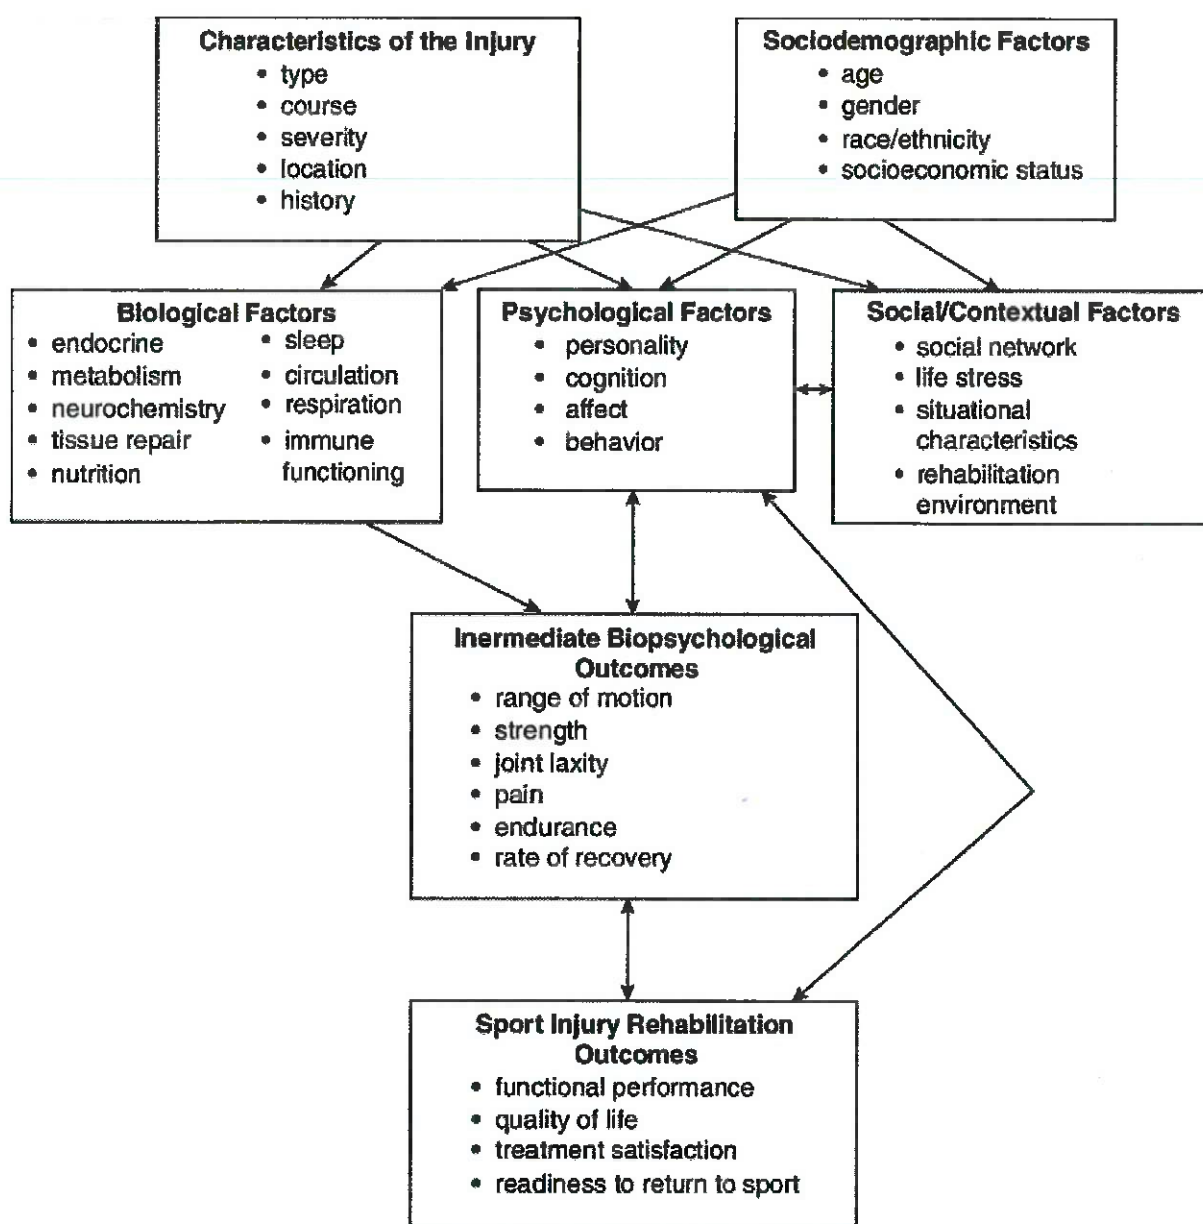 Characteristics of the Injury
• type
• course
• severity
• location
• history
Sociodemographic Factors
• age
• gender
• race/ethnicity
• socioeconomic status
Biological Factors
• endocrine
• metabolism
• neurochemistry
• tissue repair
• nutrition
• sleep
• circulation
• respiration
• immune
functioning
Psychological Factors
• personality
• cognition
• affect
• behavior
Social/Contextual Factors
• social network
• life stress
• situational
characteristics
• rehabilitation
environment
Inermediate Biopsychological
Outcomes
• range of motion
• strength
• joint laxity
• pain
• endurance
• rate of recovery
Sport Injury Rehabilitation
Outcomes
• functional performance
• quality of life
• treatment satisfaction
• readiness to return to sport